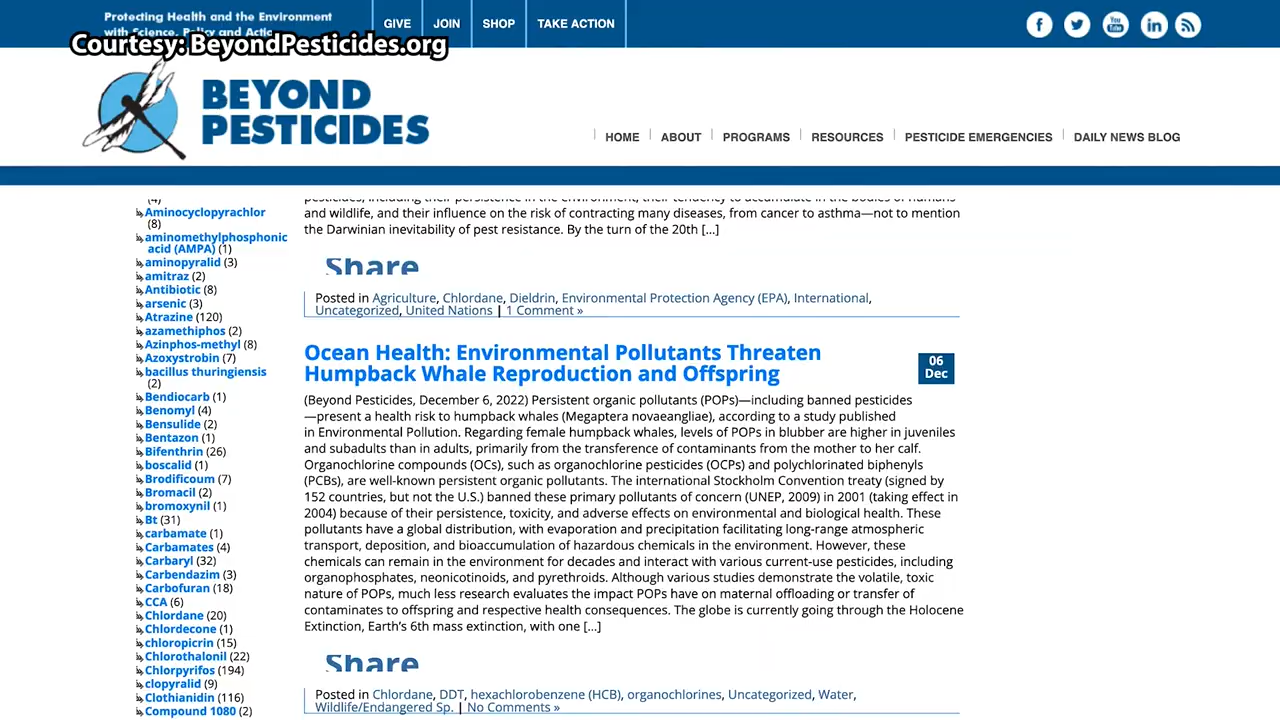 Protecting Health and the Environment
with Science, Policy and Action
GIVE
JOIN
SHOP
TAKE ACTION
Courtesy: BeyondPesticides.org
BEYOND
PESTICIDES
HOME
ABOUT
PROGRAMS
RESOURCES
PESTICIDE EMERGENCIES
DAILY NEWS BLOG
(4)
Aminocyclopyrachlor
(8)
aminomethylphosphonic
acid (AMPA) (1)
aminopyralid (3)
amitraz (2)
Antibiotic (8)
arsenic (3)
Atrazine (120)
azamethiphos (2)
Azinphos-methyl (8)
Azoxystrobin (7)
bacillus thuringiensis
(2)
Bendiocarb (1)
Benomyl (4)
Bensulide (2)
Bentazon (1)
Bifenthrin (26)
boscalid (1)
Brodificoum (7)
Bromacil (2)
bromoxynil (1)
Bt (31)
carbamate (1)
Carbamates (4)
Carbaryl (32)
Carbendazim (3)
Carbofuran (18)
CCA (6)
Chlordane (20)
Chlordecone (1)
chloropicrin (15)
Chlorothalonil (22)
Chlorpyrifos (194)
clopyralid (9)
Clothianidin (116)
Compound 1080 (2)
pesticides, including their persistence in the environment, their tendency to accumulate in the bodies of humans
and wildlife, and their influence on the risk of contracting many diseases, from cancer to asthma—not to mention
the Darwinian inevitability of pest resistance. By the turn of the 20th [...]
Share
Posted in Agriculture, Chlordane, Dieldrin, Environmental Protection Agency (EPA), International,
Uncategorized, United Nations | 1 Comment »
Ocean Health: Environmental Pollutants Threaten
Humpback Whale Reproduction and Offspring
06
Dec
(Beyond Pesticides, December 6, 2022) Persistent organic pollutants (POPs)—including banned pesticides
—present a health risk to humpback whales (Megaptera novaeangliae), according to a study published
in Environmental Pollution. Regarding female humpback whales, levels of POPs in blubber are higher in juveniles
and subadults than in adults, primarily from the transference of contaminants from the mother to her calf.
Organochlorine compounds (OCs), such as organochlorine pesticides (OCPs) and polychlorinated biphenyls
(PCBs), are well-known persistent organic pollutants. The international Stockholm Convention treaty (signed by
152 countries, but not the U.S.) banned these primary pollutants of concern (UNEP, 2009) in 2001 (taking effect in
2004) because of their persistence, toxicity, and adverse effects on environmental and biological health. These
pollutants have a global distribution, with evaporation and precipitation facilitating long-range atmospheric
transport, deposition, and bioaccumulation of hazardous chemicals in the environment. However, these
chemicals can remain in the environment for decades and interact with various current-use pesticides, including
organophosphates, neonicotinoids, and pyrethroids. Although various studies demonstrate the volatile, toxic
nature of POPs, much less research evaluates the impact POPs have on maternal offloading or transfer of
contaminates to offspring and respective health consequences. The globe is currently going through the Holocene
Extinction, Earth's 6th mass extinction, with one [...]
Share
Posted in Chlordane, DDT, hexachlorobenzene (HCB), organochlorines, Uncategorized, Water,
Wildlife/Endangered Sp. | No Comments »